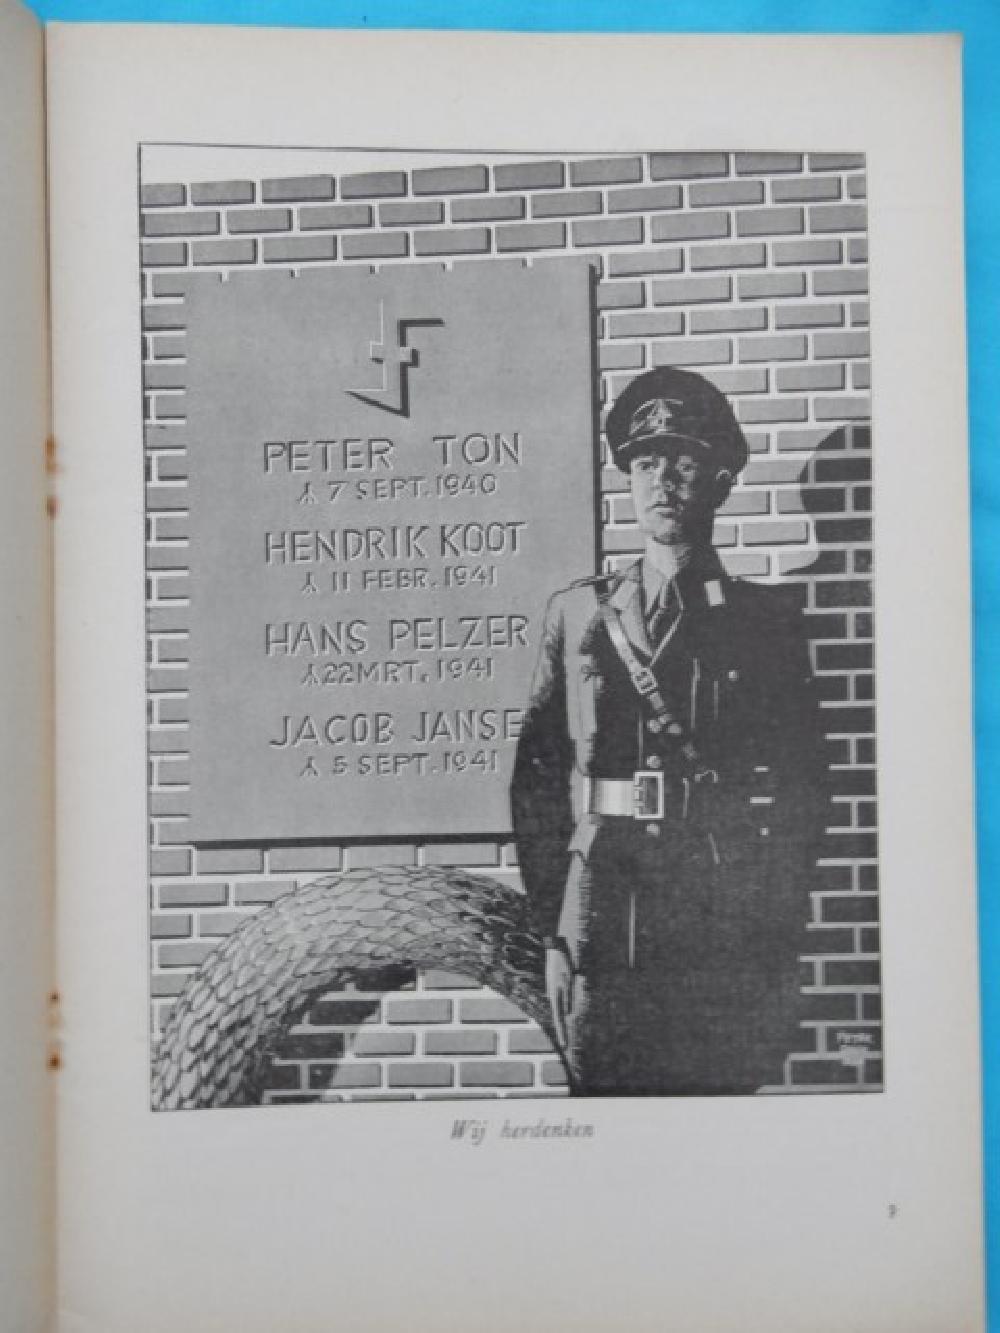 PETER TON
ᛣ 7 SEPT. 1940
HENDRIK KOOT
ᛣ 11 FEBR. 1941
HANS PELZER
ᛣ 22 MRT. 1941
JACOB JANSE
ᛣ 5 SEPT. 1941
Wij herdenken
9